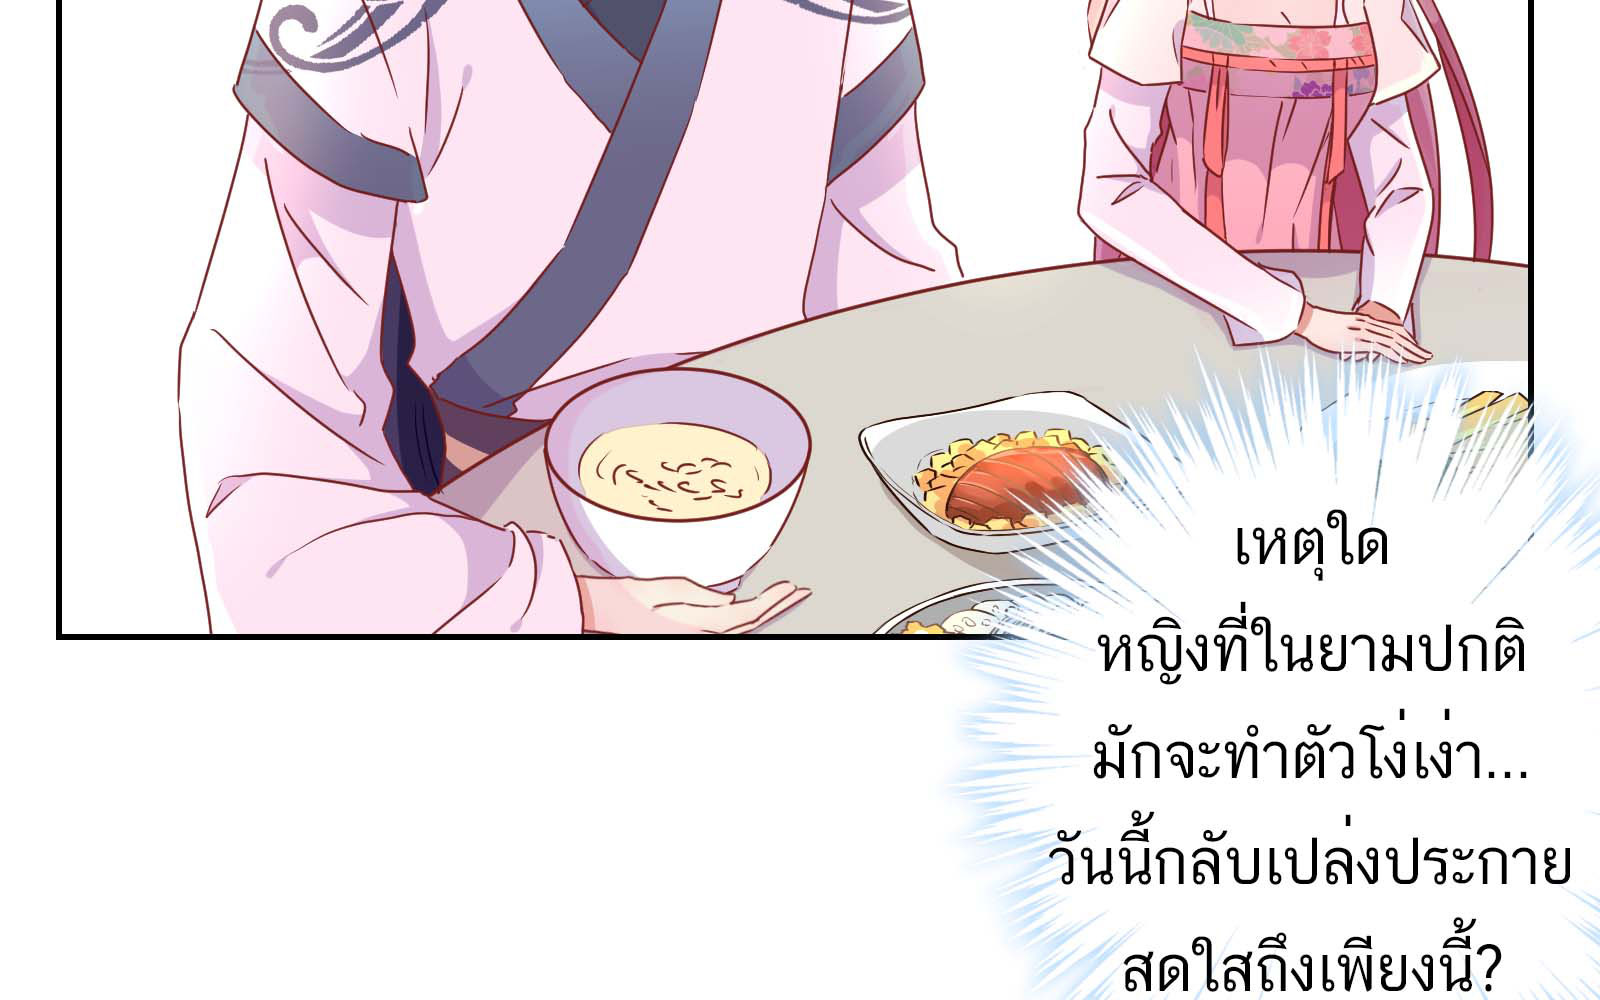 เหตุใด
หญิงที่ในยามปกติ
มักจะทำตัวโง่เง่า...
วันนี้กลับเปล่งประกาย
สดใสถึงเพียงนี้?